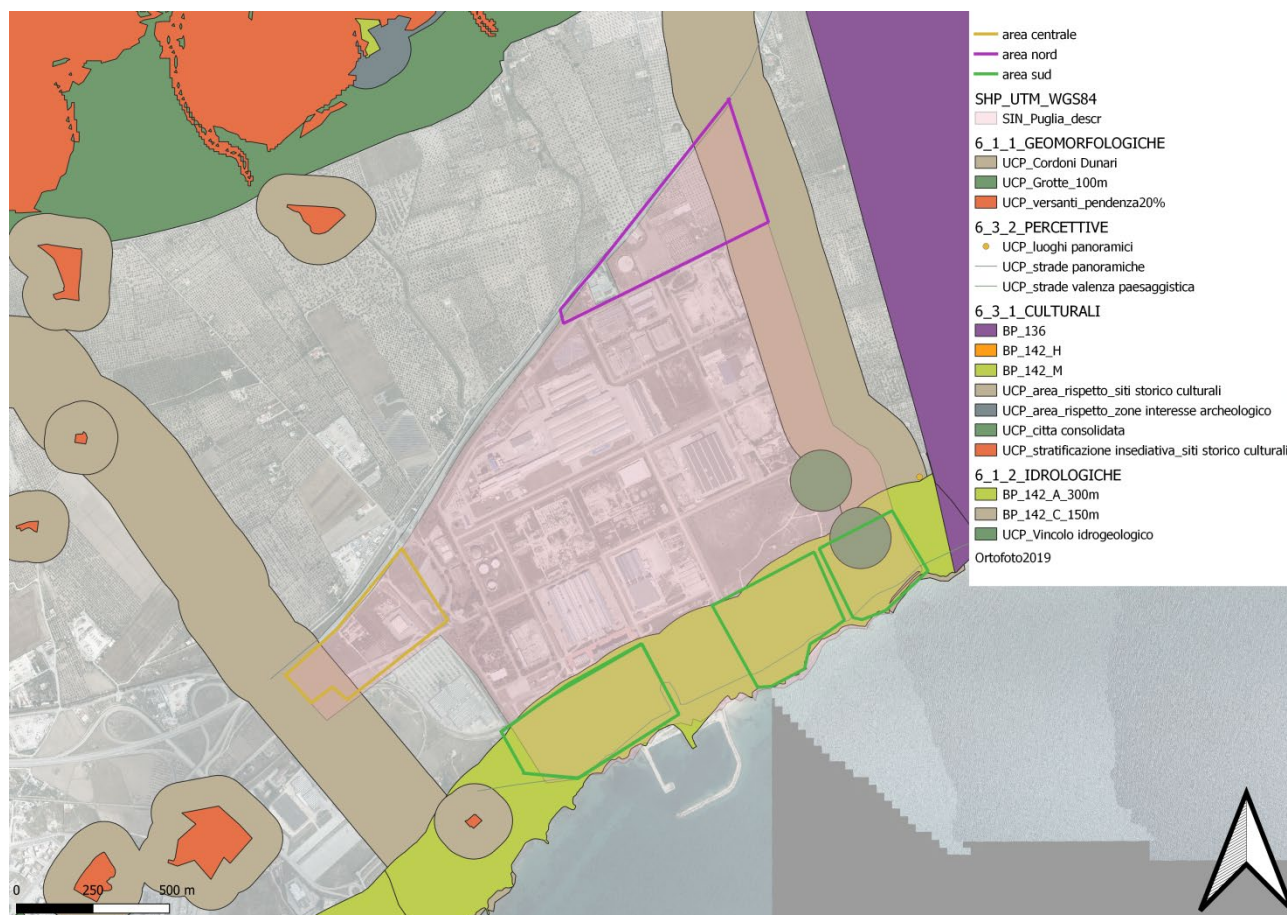 area centrale
area nord
area sud
SHP_UTM_WGS84
SIN_Puglia_descr
6_1_1_GEOMORFOLOGICHE
UCP_Cordoni Dunari
UCP_Grotte_100m
UCP_versanti_pendenza20%
6_3_2_PERCETTIVE
UCP_luoghi panoramici
UCP_strade panoramiche
UCP_strade valenza paesaggistica
6_3_1_CULTURALI
BP_136
BP_142_H
BP_142_M
UCP_area_rispetto_siti storico culturali
UCP_area_rispetto_zone interesse archeologico
UCP_citta consolidata
UCP_stratificazione insediativa_siti storico culturali
6_1_2_IDROLOGICHE
BP_142_A_300m
BP_142_C_150m
UCP_Vincolo idrogeologico
Ortofoto2019
0 250 500 m